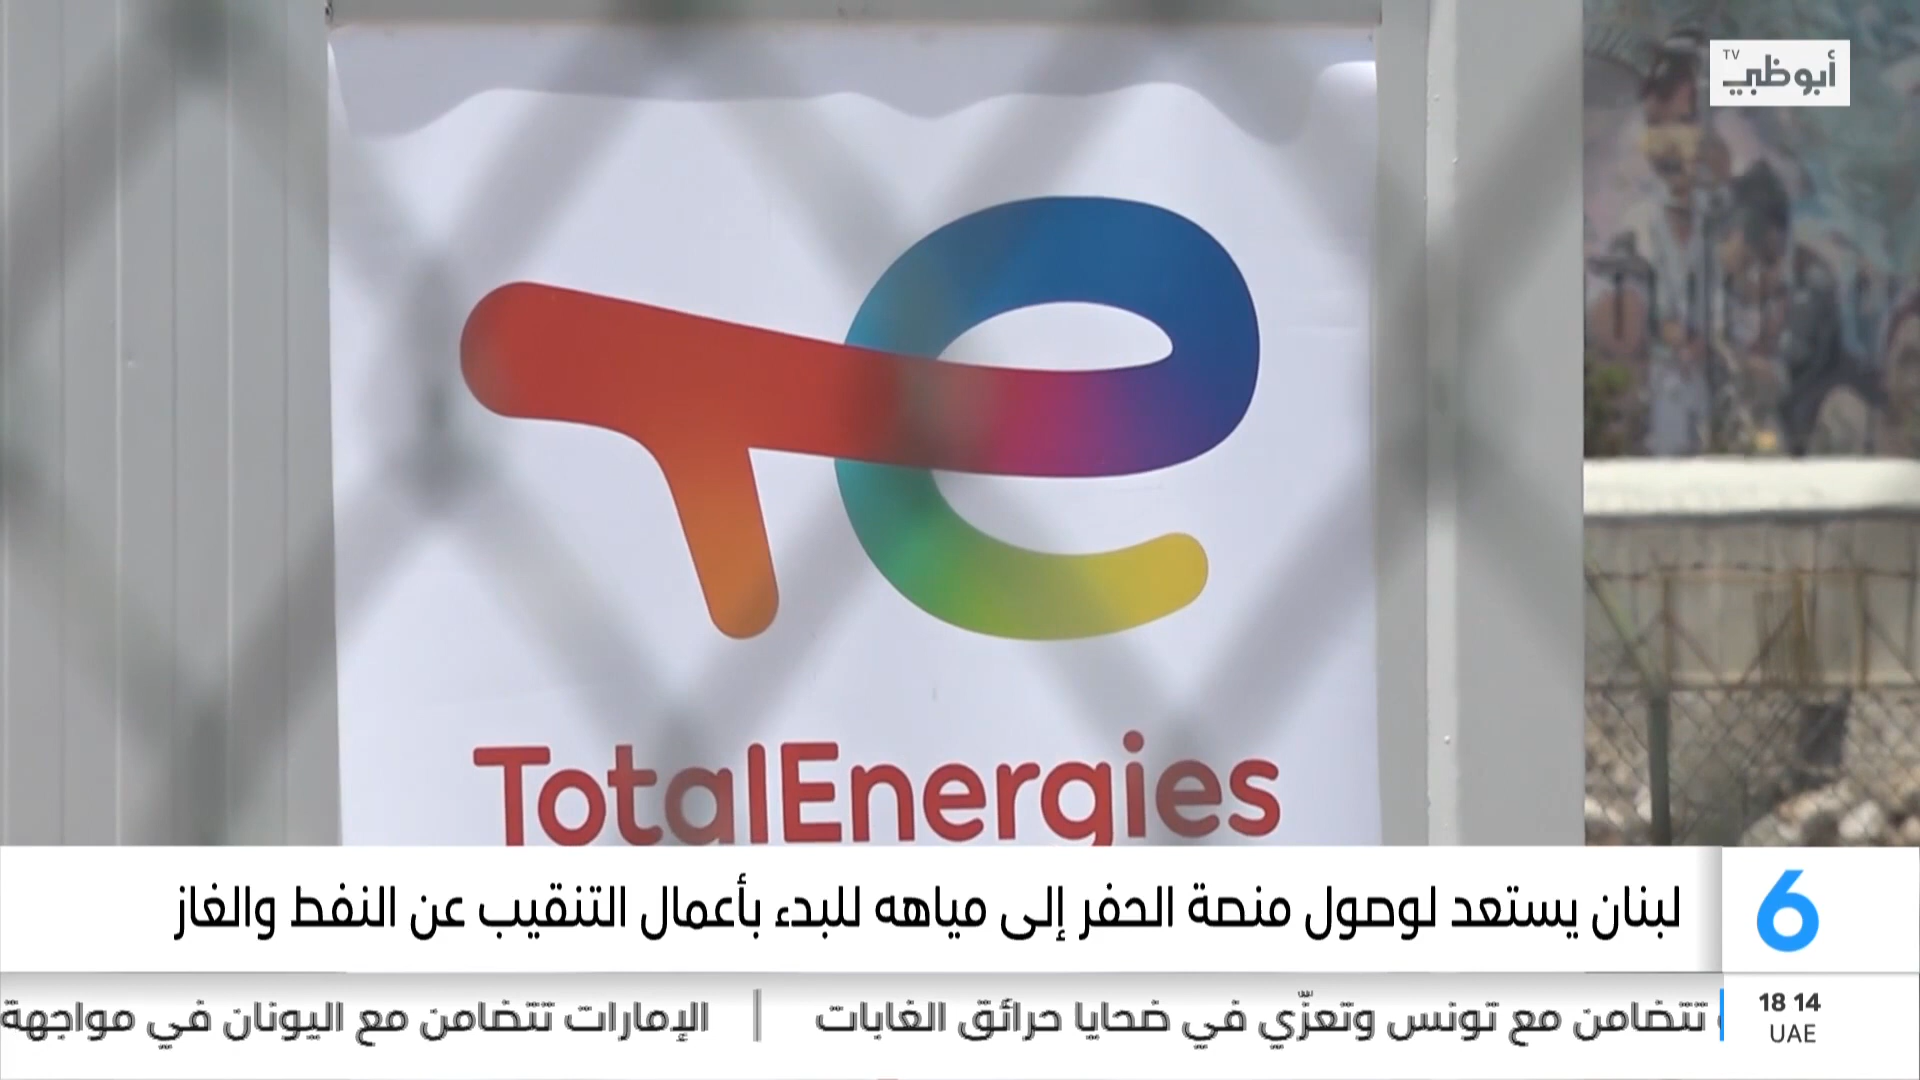 TV
أبوظبي
TotalEnergies
لبنان يستعد لوصول منصة الحفر إلى مياهه للبدء بأعمال التنقيب عن النفط والغاز
6
تتضامن مع تونس وتعزّي في ضحايا حرائق الغابات | الإمارات تتضامن مع اليونان في مواجهة
18 14
UAE